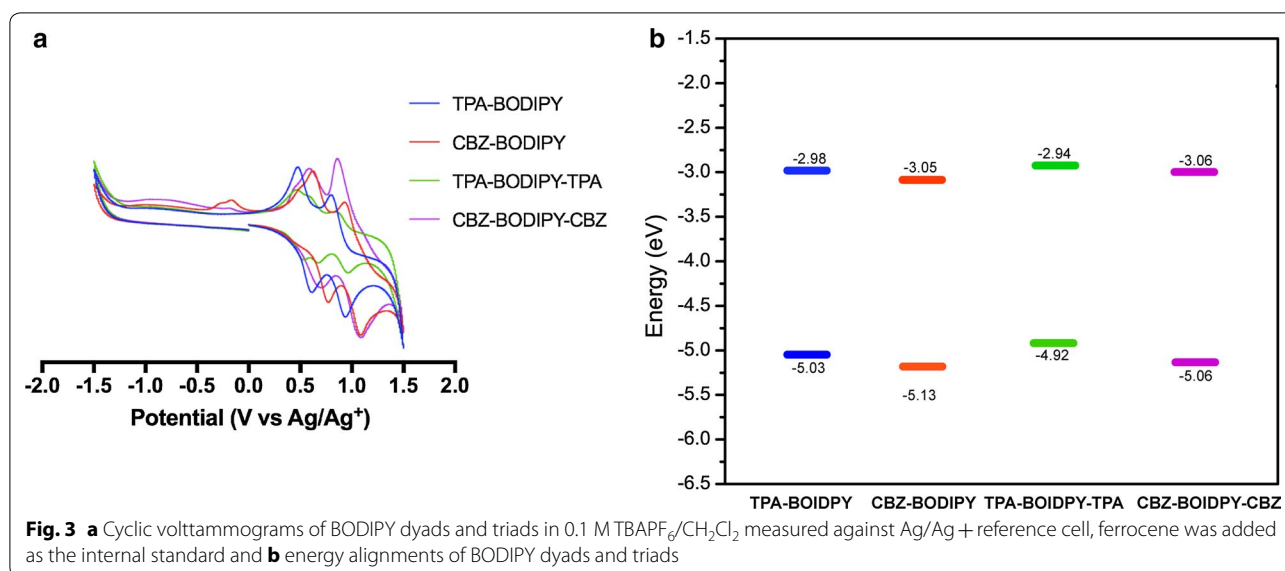 a
TPA-BODIPY
CBZ-BODIPY
TPA-BODIPY-TPA
CBZ-BODIPY-CBZ
-2.0 -1.5 -1.0 -0.5 0.0 0.5 1.0 1.5 2.0
Potential (V vs Ag/Ag⁺)
b
-1.5
-2.0
-2.5
-3.0
-3.5
-4.0
-4.5
-5.0
-5.5
-6.0
-6.5
Energy (eV)
-2.98
-3.05
-2.94
-3.06
-5.03
-5.13
-4.92
-5.06
TPA-BOIDPY CBZ-BODIPY TPA-BOIDPY-TPA CBZ-BOIDPY-CBZ
Fig. 3 a Cyclic volttammograms of BODIPY dyads and triads in 0.1 M TBAPF₆/CH₂Cl₂ measured against Ag/Ag + reference cell, ferrocene was added
as the internal standard and b energy alignments of BODIPY dyads and triads